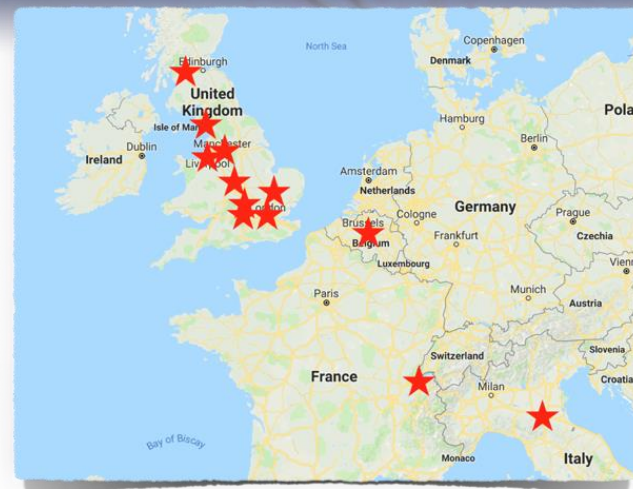 North Sea
Copenhagen
Denmark
Edinburgh
United
Kingdom
Hamburg
Isle of Man
Dublin
Manchester
Ireland
Liverpool
Berlin
Amsterdam
Netherlands
London
Germany
Brussels
Cologne
Belgium
Prague
Frankfurt
Czechia
Luxembourg
Paris
Munich
Austria
Switzerland
Slovenia
France
Milan
Croatia
Bay of Biscay
Monaco
Italy